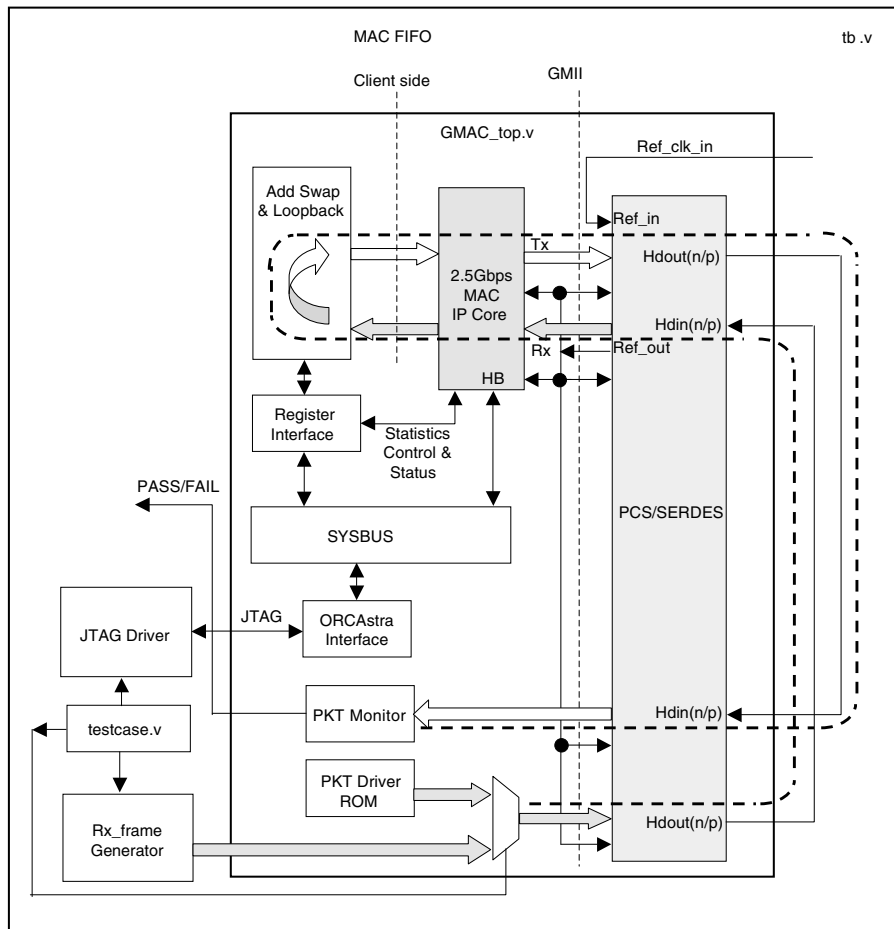 MAC FIFO
tb .v
Client side
GMII
GMAC_top.v
Ref_clk_in
Add Swap
& Loopback
Ref_in
Tx
Hdout(n/p)
2.5Gbps
MAC
IP Core
Hdin(n/p)
Rx
Ref_out
HB
Register
Interface
Statistics
Control &
Status
PASS/FAIL
PCS/SERDES
SYSBUS
JTAG Driver
JTAG
ORCAstra
Interface
testcase.v
PKT Monitor
Hdin(n/p)
PKT Driver
ROM
Rx_frame
Generator
Hdout(n/p)